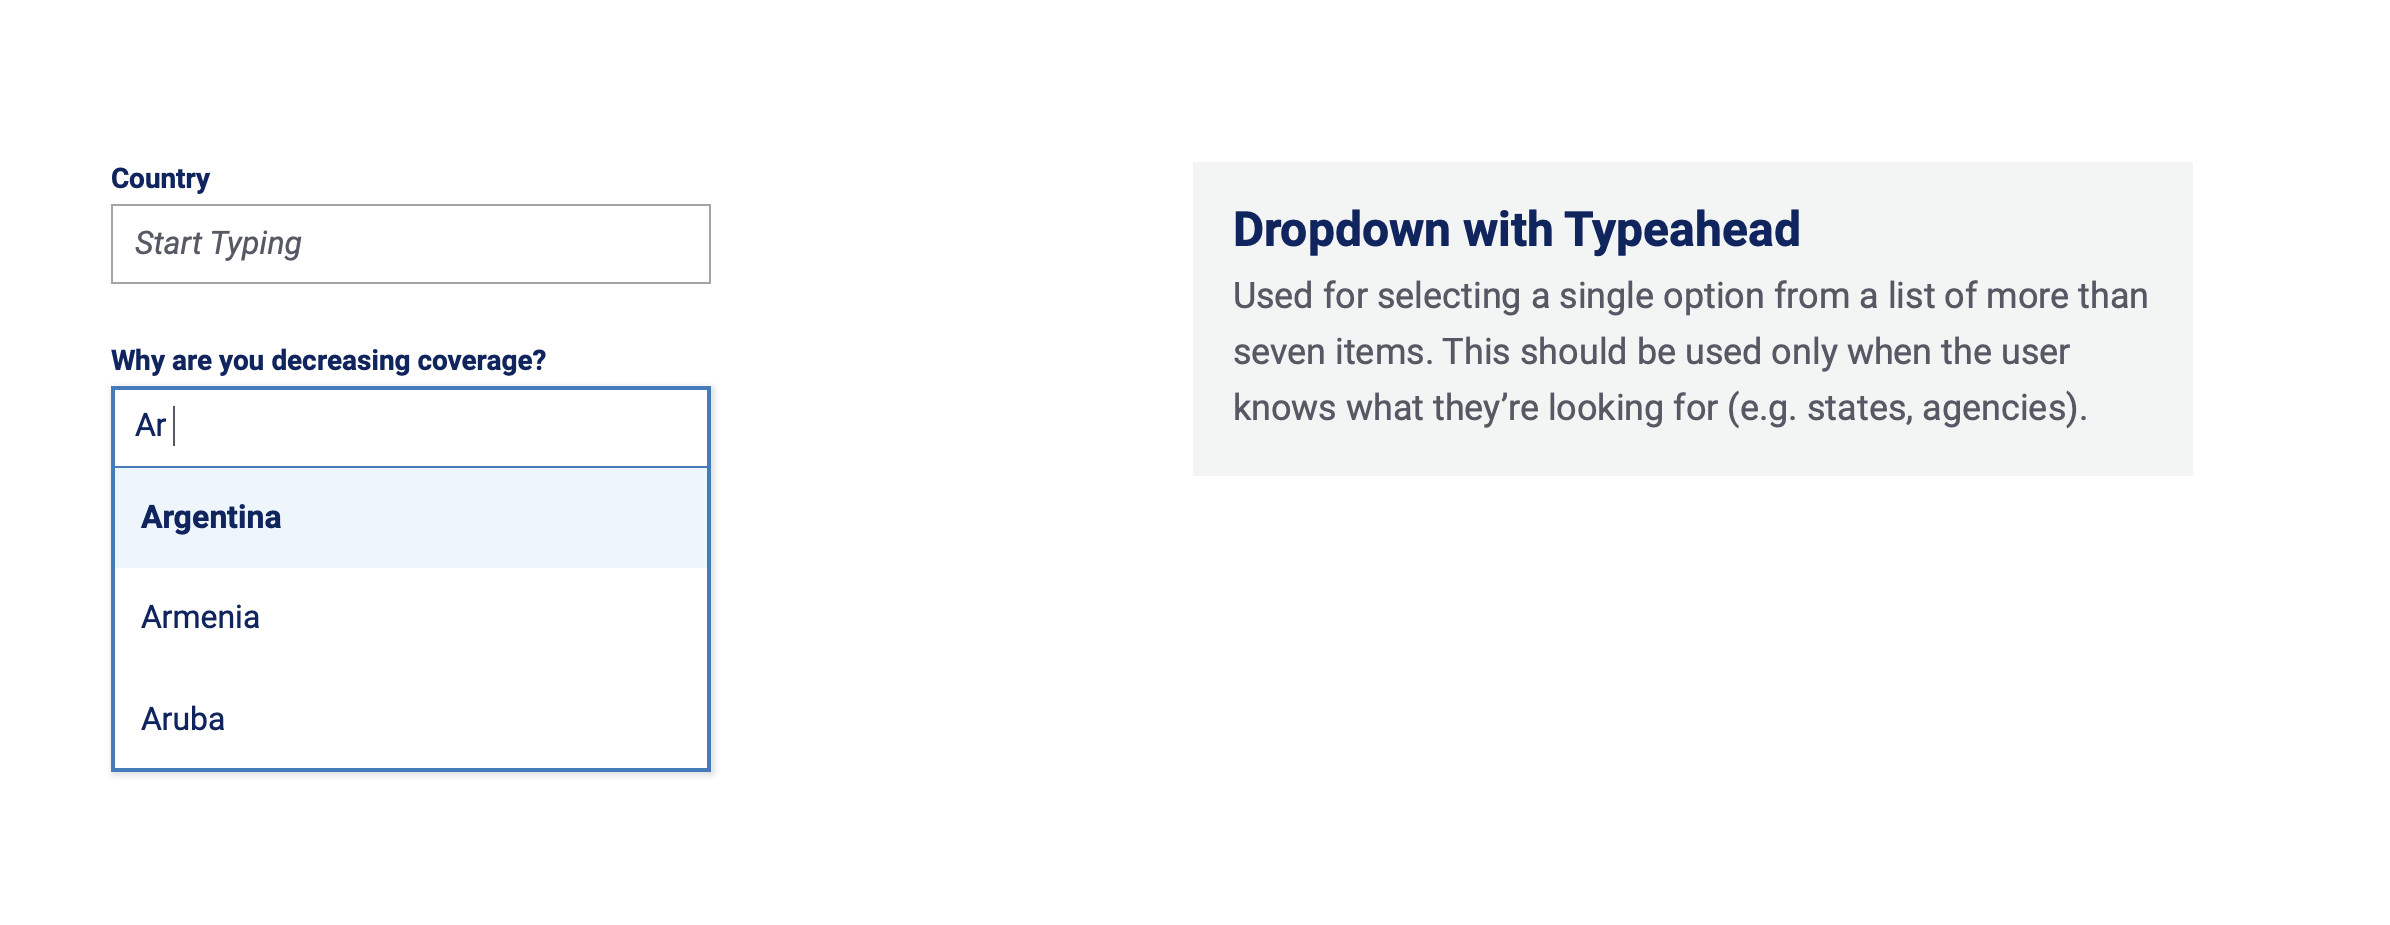 Country
Start Typing
Why are you decreasing coverage?
Ar
Argentina
Armenia
Aruba
Dropdown with Typeahead
Used for selecting a single option from a list of more than
seven items. This should be used only when the user
knows what they’re looking for (e.g. states, agencies).